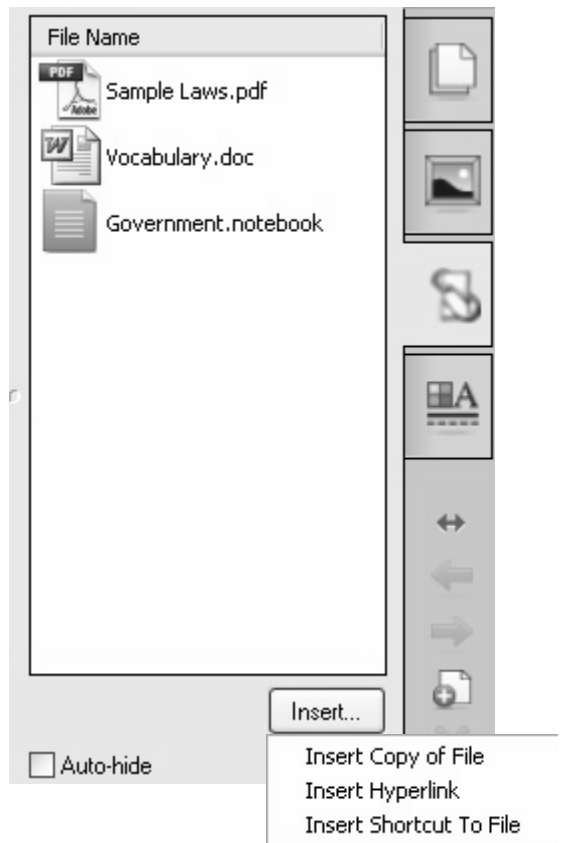 File Name
PDF
Adobe
Sample Laws.pdf
W
Vocabulary.doc
Government.notebook
A
Insert...
Auto-hide
Insert Copy of File
Insert Hyperlink
Insert Shortcut To File